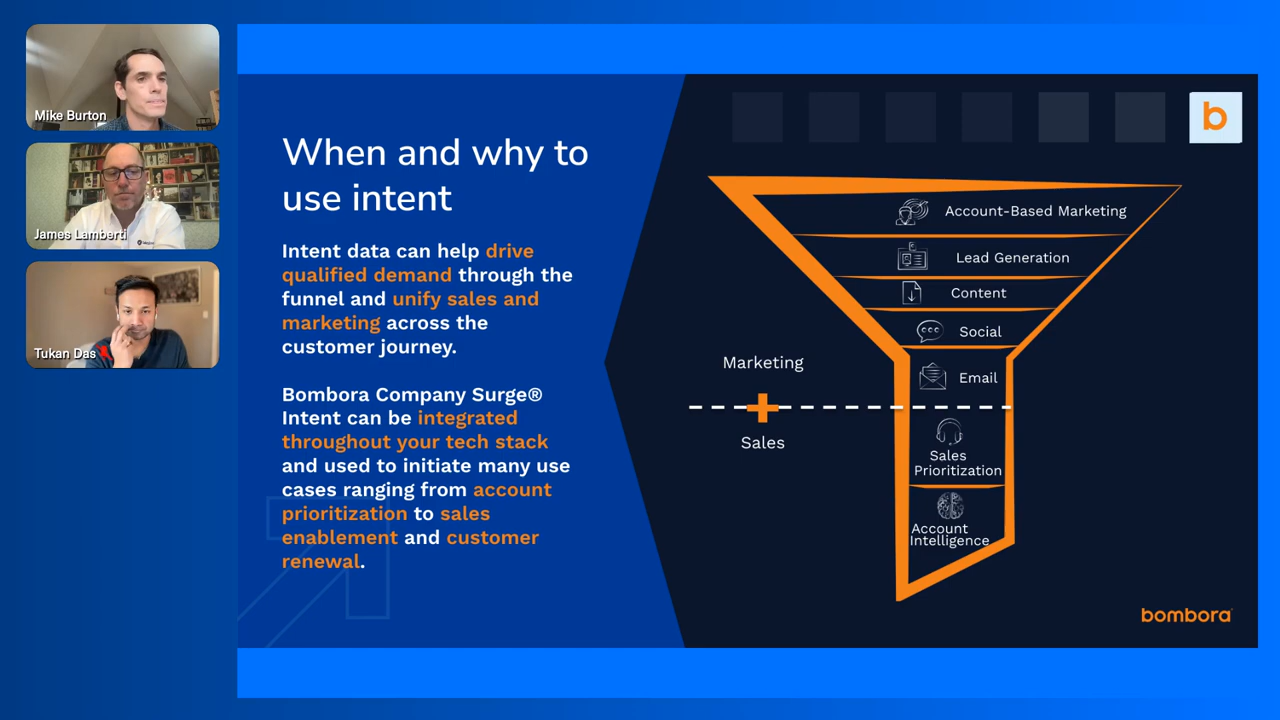 Mike Burton
James Lamberti
Tukan Das
When and why to
use intent
Intent data can help drive
qualified demand through the
funnel and unify sales and
marketing across the
customer journey.
Bombora Company Surge®
Intent can be integrated
throughout your tech stack
and used to initiate many use
cases ranging from account
prioritization to sales
enablement and customer
renewal.
b
Account-Based Marketing
Lead Generation
Content
Social
Email
Marketing
Sales
Sales
Prioritization
Account
Intelligence
bombora